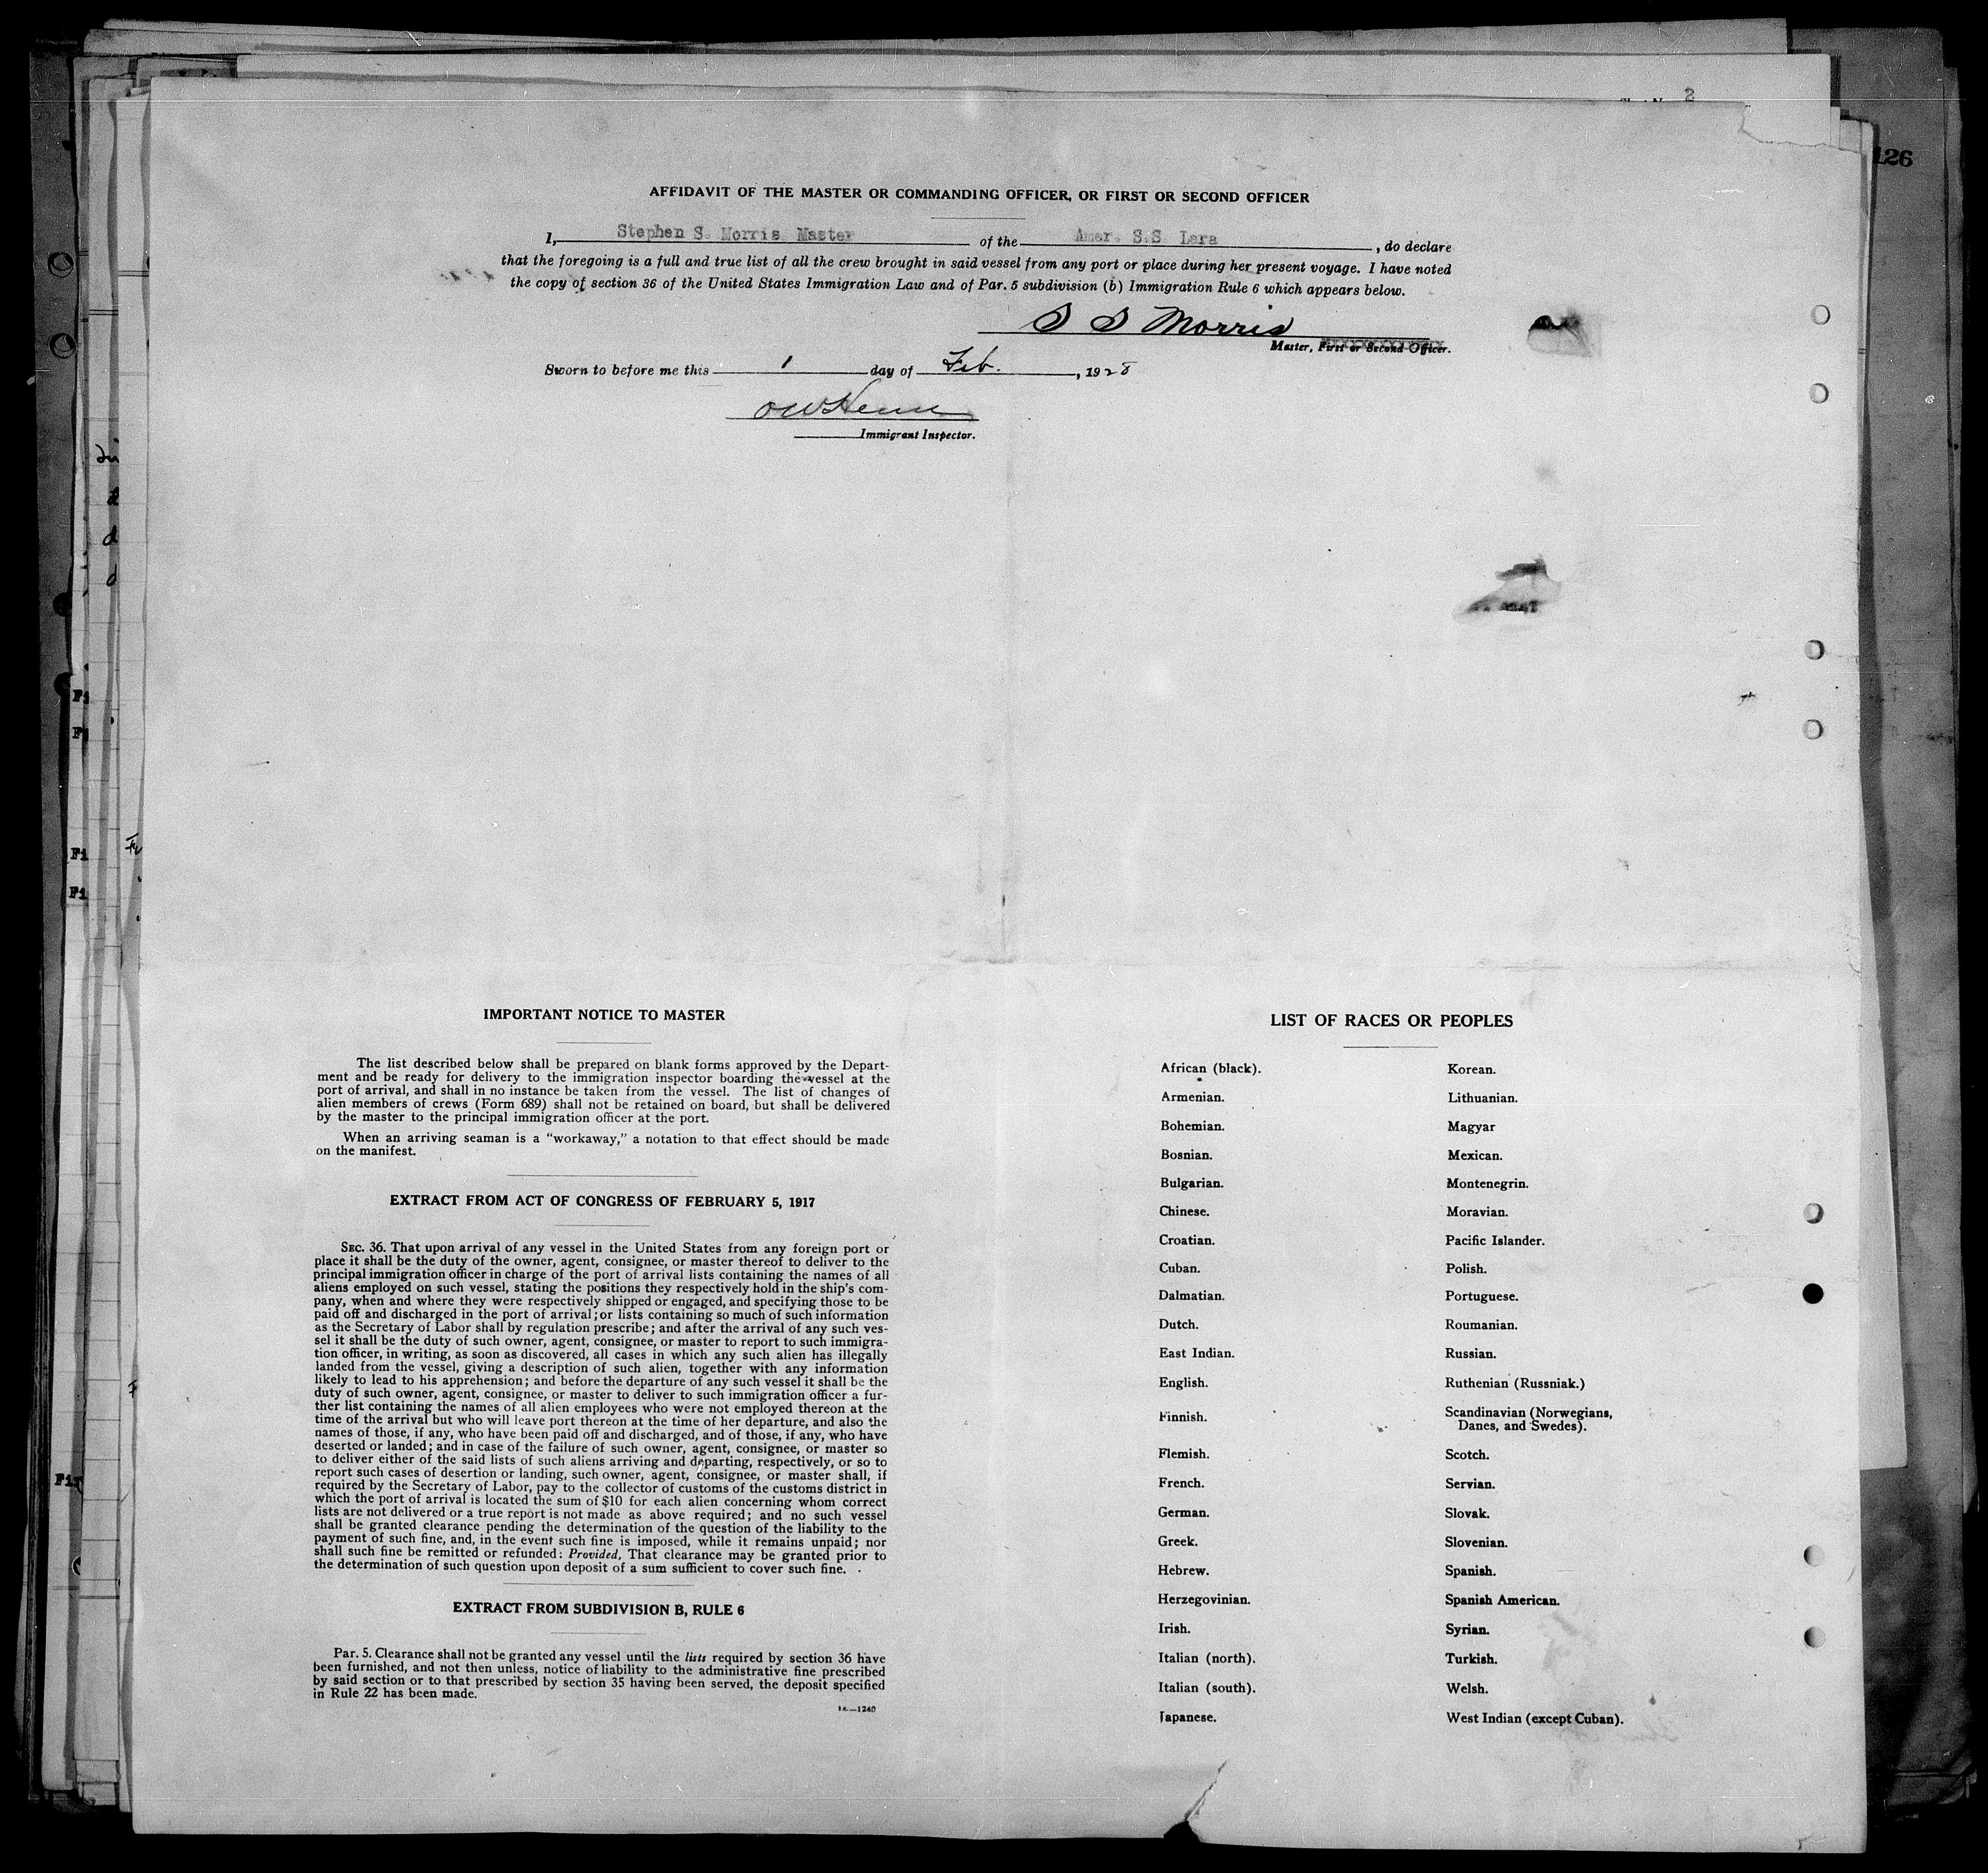 2
126
AFFIDAVIT OF THE MASTER OR COMMANDING OFFICER, OR FIRST OR SECOND OFFICER
I, Stephen S. Morris Master of the Amer. S.S Lara, do declare
that the foregoing is a full and true list of all the crew brought in said vessel from any port or place during her present voyage. I have noted
the copy of section 36 of the United States Immigration Law and of Par. 5 subdivision (b) Immigration Rule 6 which appears below.
S S Morris
Master, First or Second Officer.
Sworn to before me this 1 day of Feb., 1928
Immigrant Inspector.
IMPORTANT NOTICE TO MASTER
The list described below shall be prepared on blank forms approved by the Depart-
ment and be ready for delivery to the immigration inspector boarding the vessel at the
port of arrival, and shall in no instance be taken from the vessel. The list of changes of
alien members of crews (Form 689) shall not be retained on board, but shall be delivered
by the master to the principal immigration officer at the port.
When an arriving seaman is a "workaway," a notation to that effect should be made
on the manifest.
EXTRACT FROM ACT OF CONGRESS OF FEBRUARY 5, 1917
SEC. 36. That upon arrival of any vessel in the United States from any foreign port or
place it shall be the duty of the owner, agent, consignee, or master thereof to deliver to the
principal immigration officer in charge of the port of arrival lists containing the names of all
aliens employed on such vessel, stating the positions they respectively hold in the ship's com-
pany, when and where they were respectively shipped or engaged, and specifying those to be
paid off and discharged in the port of arrival; or lists containing so much of such information
as the Secretary of Labor shall by regulation prescribe; and after the arrival of any such ves-
sel it shall be the duty of such owner, agent, consignee, or master to report to such immigra-
tion officer, in writing, as soon as discovered, all cases in which any such alien has illegally
landed from the vessel, giving a description of such alien, together with any information
likely to lead to his apprehension; and before the departure of any such vessel it shall be the
duty of such owner, agent, consignee, or master to deliver to such immigration officer a fur-
ther list containing the names of all alien employees who were not employed thereon at the
time of the arrival but who will leave port thereon at the time of her departure, and also the
names of those, if any, who have been paid off and discharged, and of those, if any, who have
deserted or landed; and in case of the failure of such owner, agent, consignee, or master so
to deliver either of the said lists of such aliens arriving and departing, respectively, or so to
report such cases of desertion or landing, such owner, agent, consignee, or master shall, if
required by the Secretary of Labor, pay to the collector of customs of the customs district in
which the port of arrival is located the sum of $10 for each alien concerning whom correct
lists are not delivered or a true report is not made as above required; and no such vessel
shall be granted clearance pending the determination of the question of the liability to the
payment of such fine, and, in the event such fine is imposed, while it remains unpaid; nor
shall such fine be remitted or refunded: Provided, That clearance may be granted prior to
the determination of such question upon deposit of a sum sufficient to cover such fine.
EXTRACT FROM SUBDIVISION B, RULE 6
Par. 5. Clearance shall not be granted any vessel until the lists required by section 36 have
been furnished, and not then unless, notice of liability to the administrative fine prescribed
by said section or to that prescribed by section 35 having been served, the deposit specified
in Rule 22 has been made.
14—1240
LIST OF RACES OR PEOPLES
African (black).
Armenian.
Bohemian.
Bosnian.
Bulgarian.
Chinese.
Croatian.
Cuban.
Dalmatian.
Dutch.
East Indian.
English.
Finnish.
Flemish.
French.
German.
Greek.
Hebrew.
Herzegovinian.
Irish.
Italian (north).
Italian (south).
Japanese.
Korean.
Lithuanian.
Magyar
Mexican.
Montenegrin.
Moravian.
Pacific Islander.
Polish.
Portuguese.
Roumanian.
Russian.
Ruthenian (Russniak.)
Scandinavian (Norwegians,
Danes, and Swedes).
Scotch.
Servian.
Slovak.
Slovenian.
Spanish.
Spanish American.
Syrian.
Turkish.
Welsh.
West Indian (except Cuban).